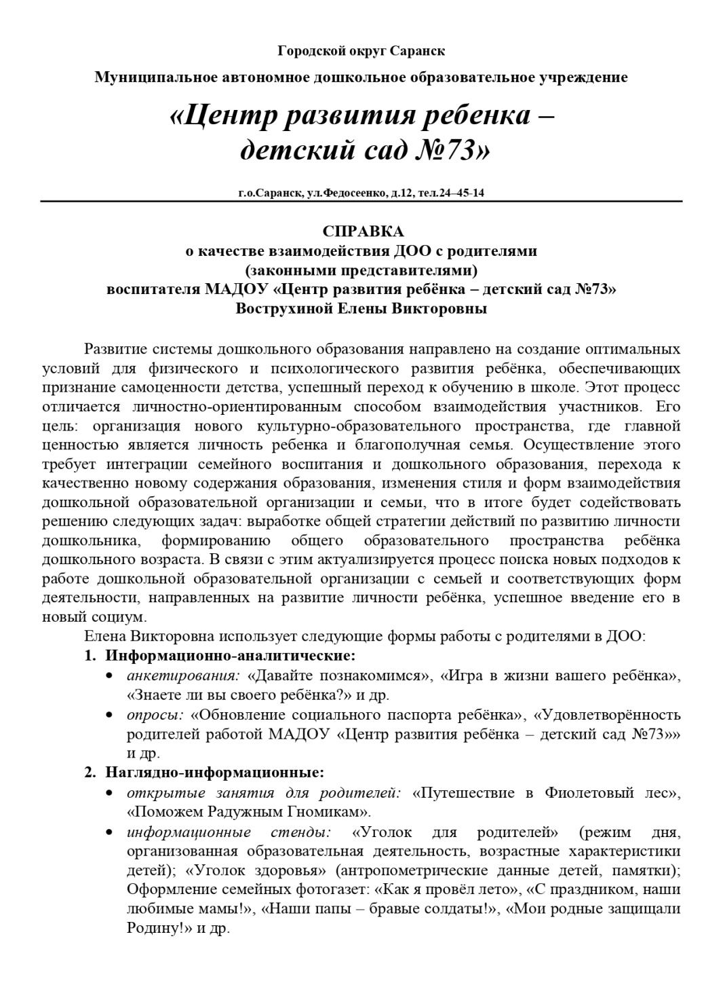 Городской округ Саранск
Муниципальное автономное дошкольное образовательное учреждение
«Центр развития ребенка –
детский сад №73»
г.о.Саранск, ул.Федосеенко, д.12, тел.24–45-14
СПРАВКА
о качестве взаимодействия ДОО с родителями
(законными представителями)
воспитателя МАДОУ «Центр развития ребёнка – детский сад №73»
Вострухиной Елены Викторовны
Развитие системы дошкольного образования направлено на создание оптимальных
условий для физического и психологического развития ребёнка, обеспечивающих
признание самоценности детства, успешный переход к обучению в школе. Этот процесс
отличается личностно-ориентированным способом взаимодействия участников. Его
цель: организация нового культурно-образовательного пространства, где главной
ценностью является личность ребенка и благополучная семья. Осуществление этого
требует интеграции семейного воспитания и дошкольного образования, перехода к
качественно новому содержания образования, изменения стиля и форм взаимодействия
дошкольной образовательной организации и семьи, что в итоге будет содействовать
решению следующих задач: выработке общей стратегии действий по развитию личности
дошкольника, формированию общего образовательного пространства ребёнка
дошкольного возраста. В связи с этим актуализируется процесс поиска новых подходов к
работе дошкольной образовательной организации с семьей и соответствующих форм
деятельности, направленных на развитие личности ребёнка, успешное введение его в
новый социум.
Елена Викторовна использует следующие формы работы с родителями в ДОО:
1. Информационно-аналитические:
• анкетирования: «Давайте познакомимся», «Игра в жизни вашего ребёнка»,
«Знаете ли вы своего ребёнка?» и др.
• опросы: «Обновление социального паспорта ребёнка», «Удовлетворённость
родителей работой МАДОУ «Центр развития ребёнка – детский сад №73»»
и др.
2. Наглядно-информационные:
• открытые занятия для родителей: «Путешествие в Фиолетовый лес»,
«Поможем Радужным Гномикам».
• информационные стенды: «Уголок для родителей» (режим дня,
организованная образовательная деятельность, возрастные характеристики
детей); «Уголок здоровья» (антропометрические данные детей, памятки);
Оформление семейных фотогазет: «Как я провёл лето», «С праздником, наши
любимые мамы!», «Наши папы – бравые солдаты!», «Мои родные защищали
Родину!» и др.